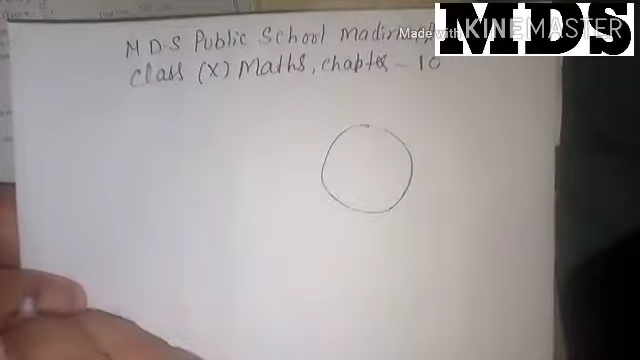 M.D.S Public School
Made with KINEMASTER
MDS
Class (X) Maths, Chapter - 10